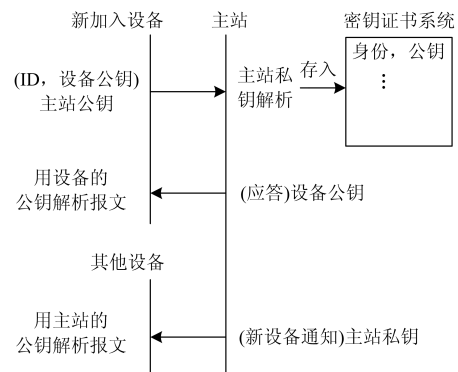 新加入设备
主站
密钥证书系统
(ID，设备公钥)
主站公钥
主站私
钥解析
存入
身份，公钥
⋮
用设备的
公钥解析报文
(应答)设备公钥
其他设备
用主站的
公钥解析报文
(新设备通知)主站私钥